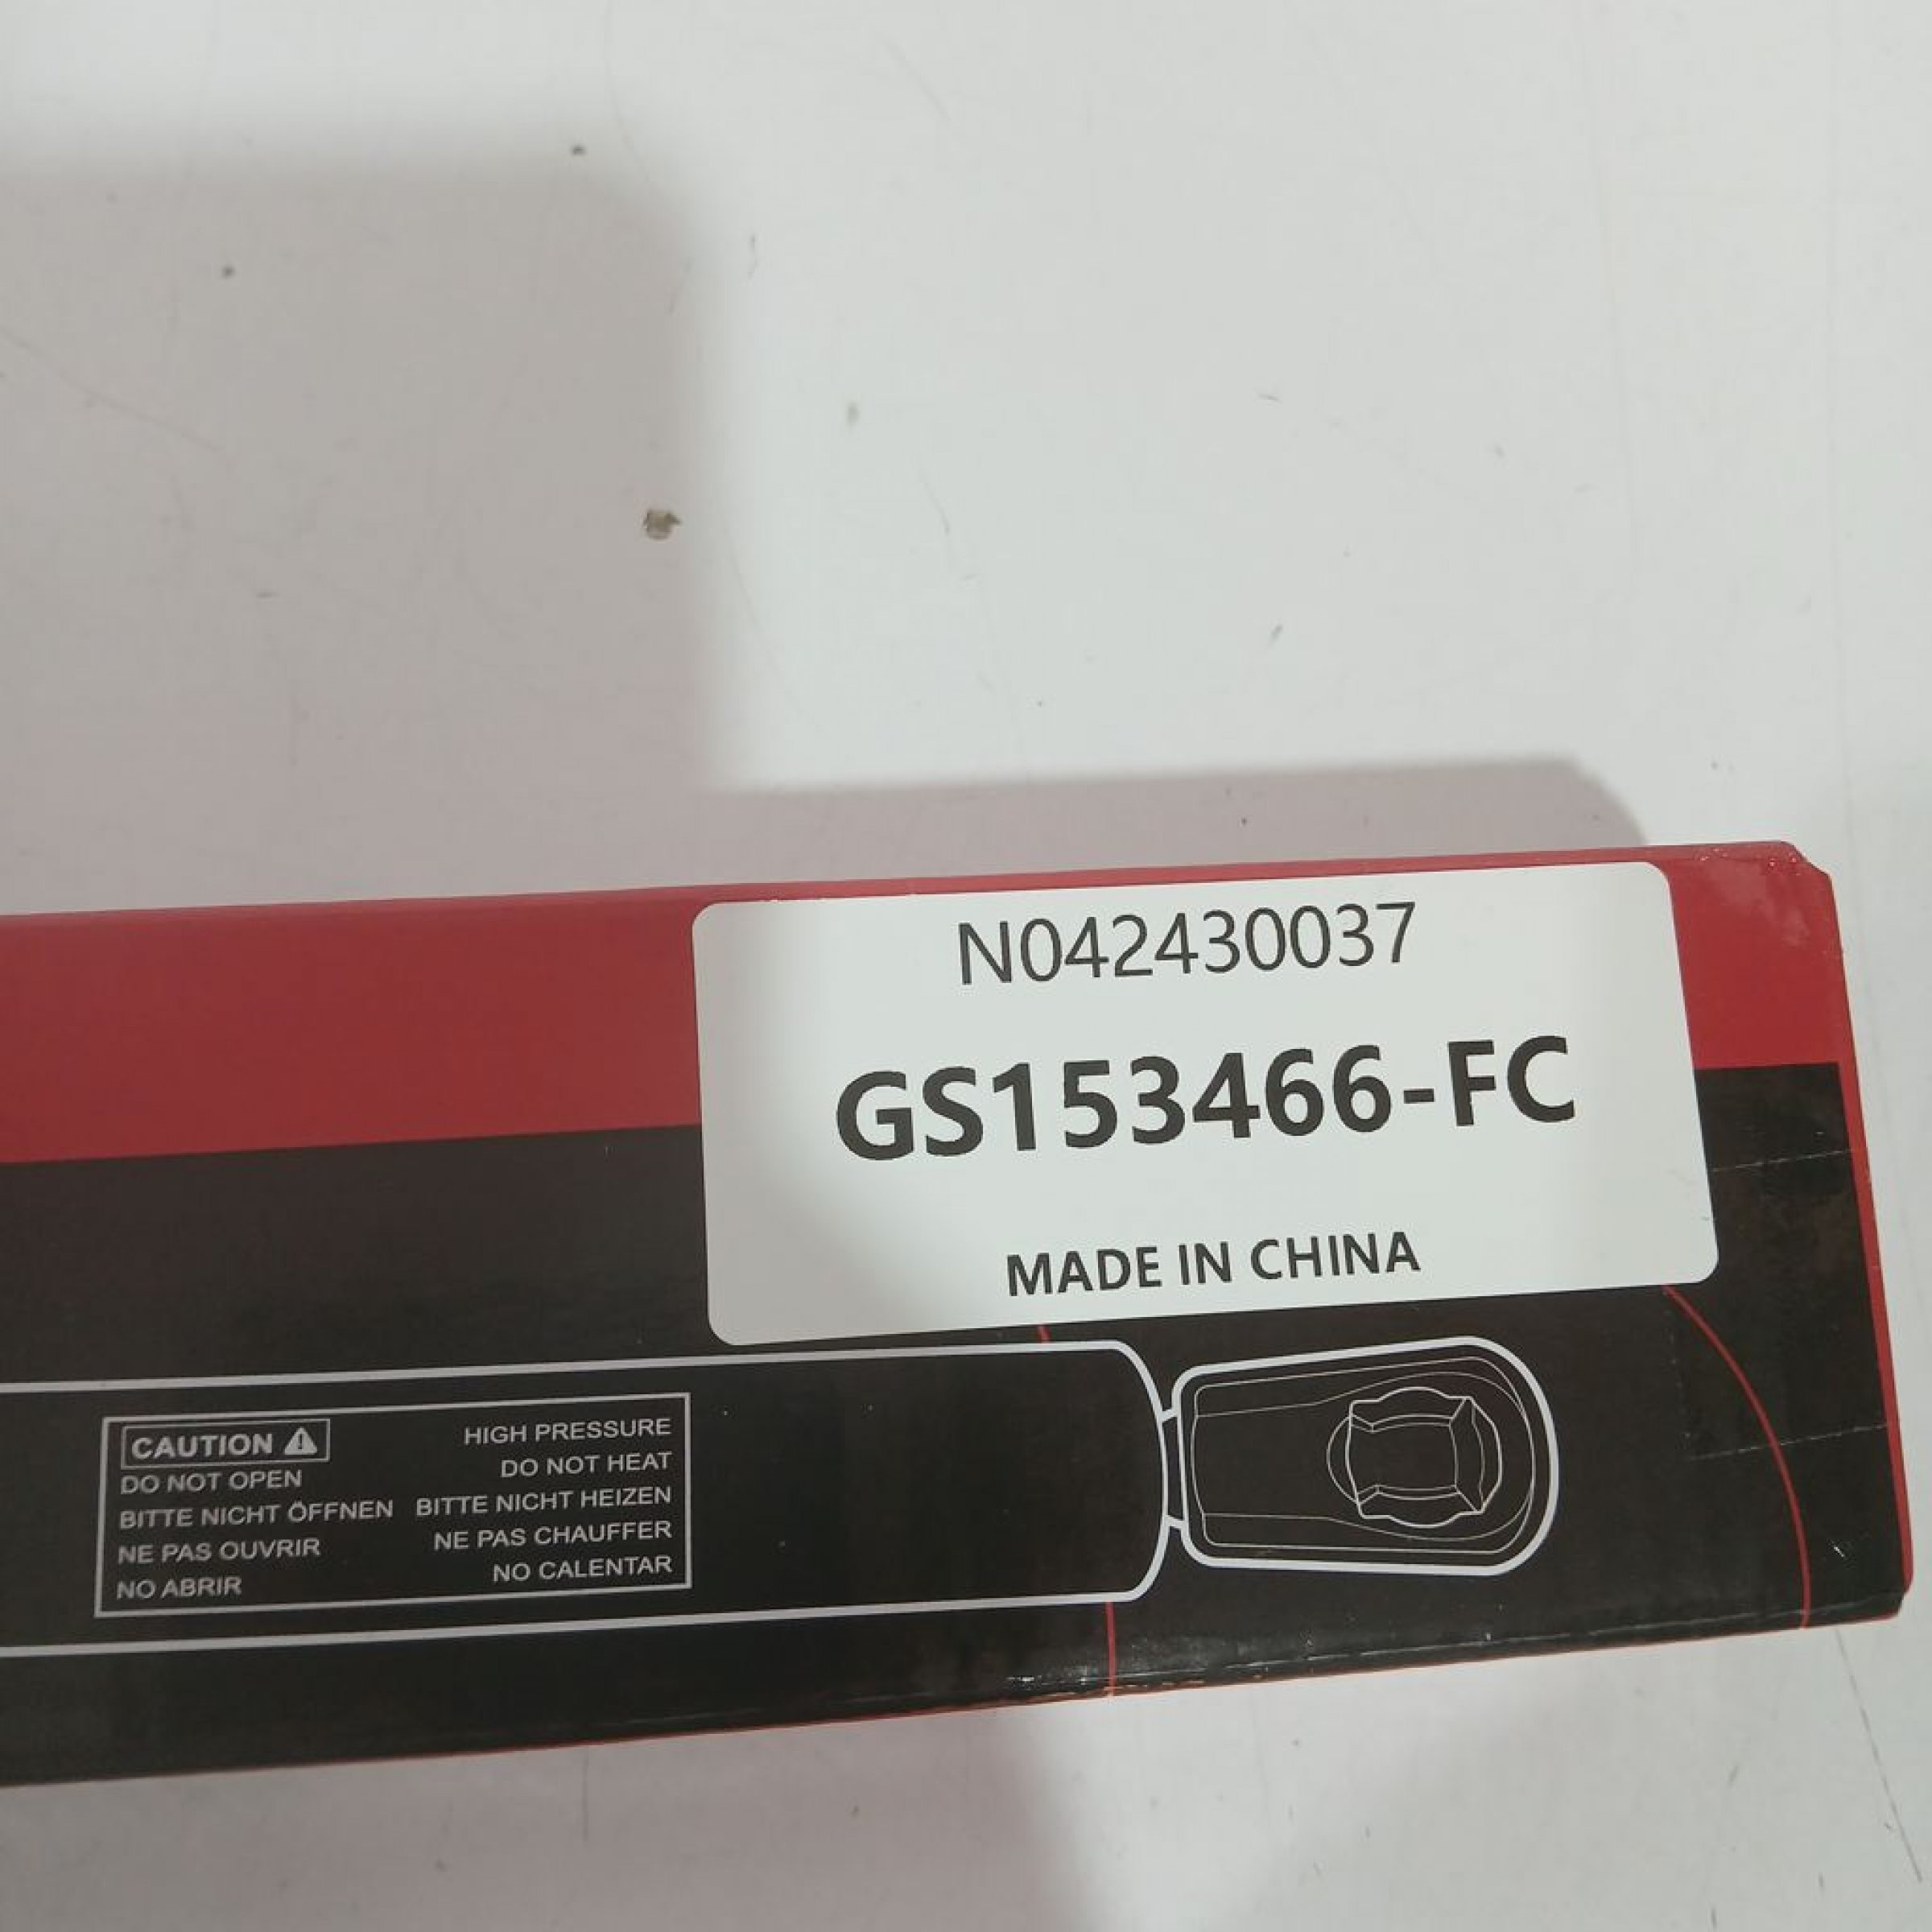 N042430037
GS153466-FC
MADE IN CHINA
CAUTION
DO NOT OPEN
BITTE NICHT ÖFFNEN
NE PAS OUVRIR
NO ABRIR
HIGH PRESSURE
DO NOT HEAT
BITTE NICHT HEIZEN
NE PAS CHAUFFER
NO CALENTAR